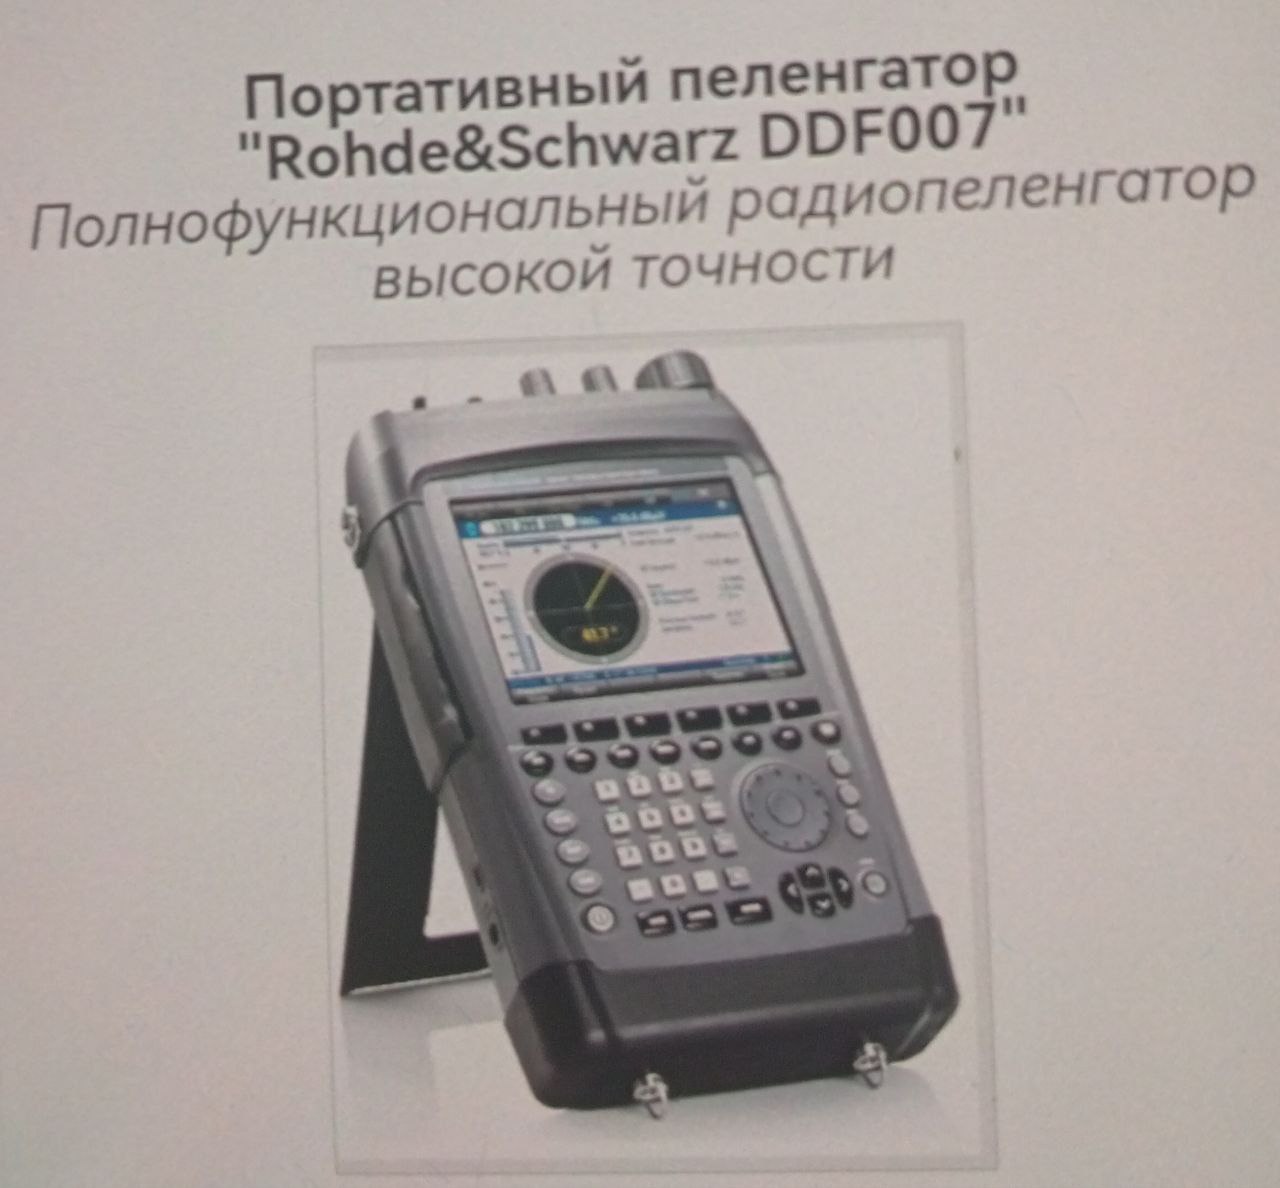 Портативный пеленгатор
"Rohde&Schwarz DDF007"
Полнофункциональный радиопеленгатор
высокой точности